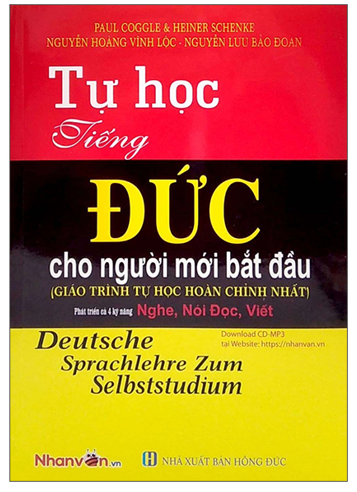 PAUL COGGLE & HEINER SCHENKE
NGUYỄN HOÀNG VĨNH LỘC - NGUYỄN LƯU BẢO ĐOAN
Tự học
Tiếng
ĐỨC
cho người mới bắt đầu
(GIÁO TRÌNH TỰ HỌC HOÀN CHỈNH NHẤT)
Phát triển cả 4 kỹ năng Nghe, Nói Đọc, Viết
Download CD-MP3
tại Website: https://nhanvan.vn
Deutsche
Sprachlehre Zum
Selbststudium
Nhanvăn.vn
NHÀ XUẤT BẢN HỒNG ĐỨC